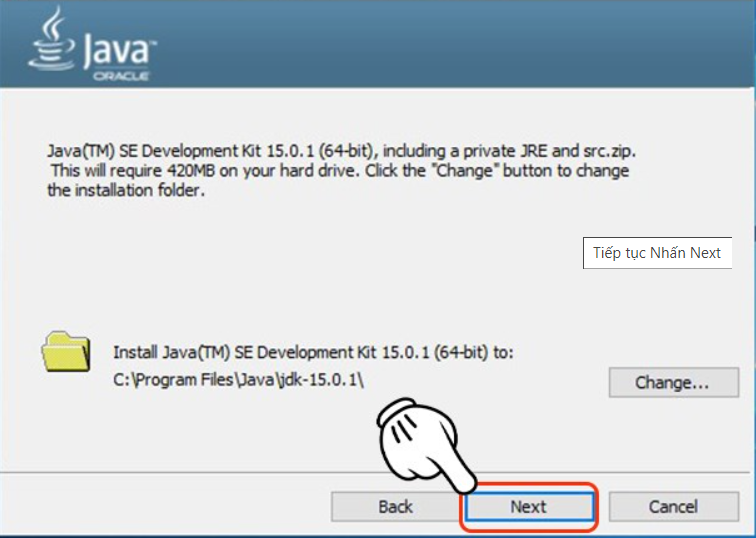 Java™
ORACLE
Java(TM) SE Development Kit 15.0.1 (64-bit), including a private JRE and src.zip.
This will require 420MB on your hard drive. Click the "Change" button to change
the installation folder.
Tiếp tục Nhấn Next
Install Java(TM) SE Development Kit 15.0.1 (64-bit) to:
C:\Program Files\Java\jdk-15.0.1\
Change...
Back
Next
Cancel